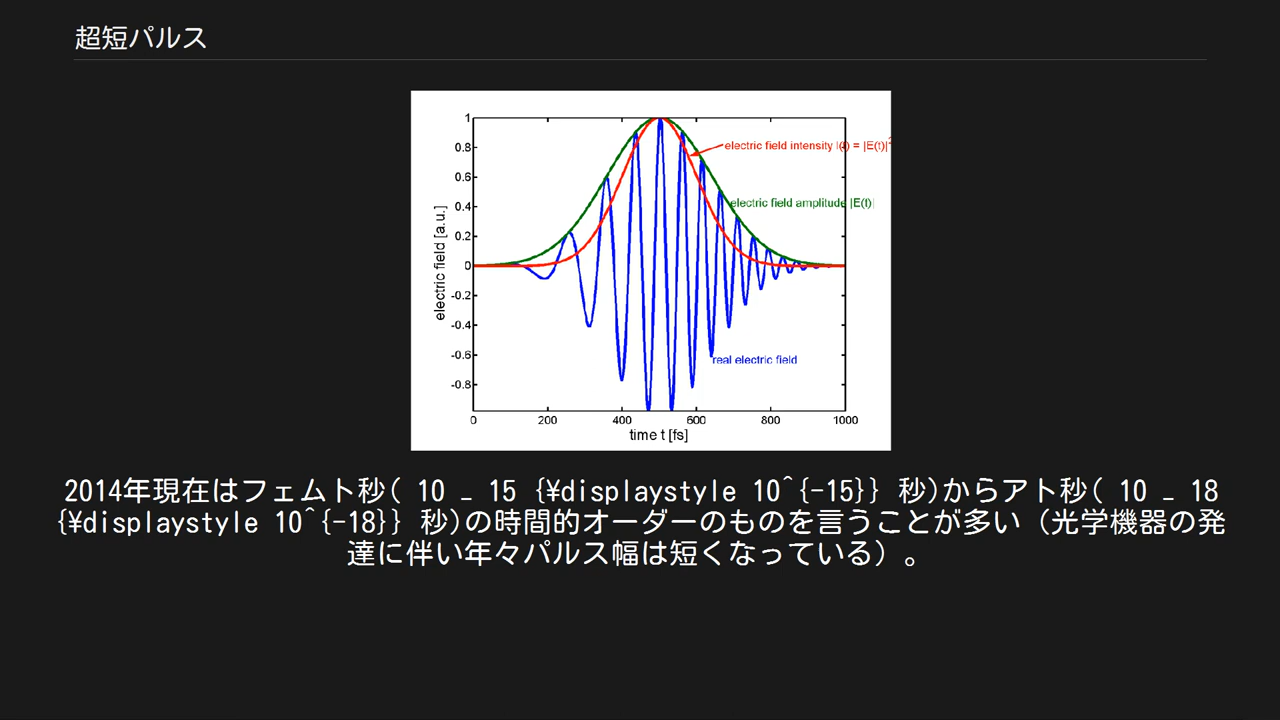 超短パルス
electric field intensity I(t) = |E(t)|²
electric field amplitude |E(t)|
real electric field
electric field [a.u.]
1
0.8
0.6
0.4
0.2
0
-0.2
-0.4
-0.6
-0.8
0 200 400 600 800 1000
time t [fs]
2014年現在はフェムト秒( 10 − 15 {¥displaystyle 10^{-15}} 秒)からアト秒( 10 − 18
{¥displaystyle 10^{-18}} 秒)の時間的オーダーのものを言うことが多い（光学機器の発
達に伴い年々パルス幅は短くなっている）。